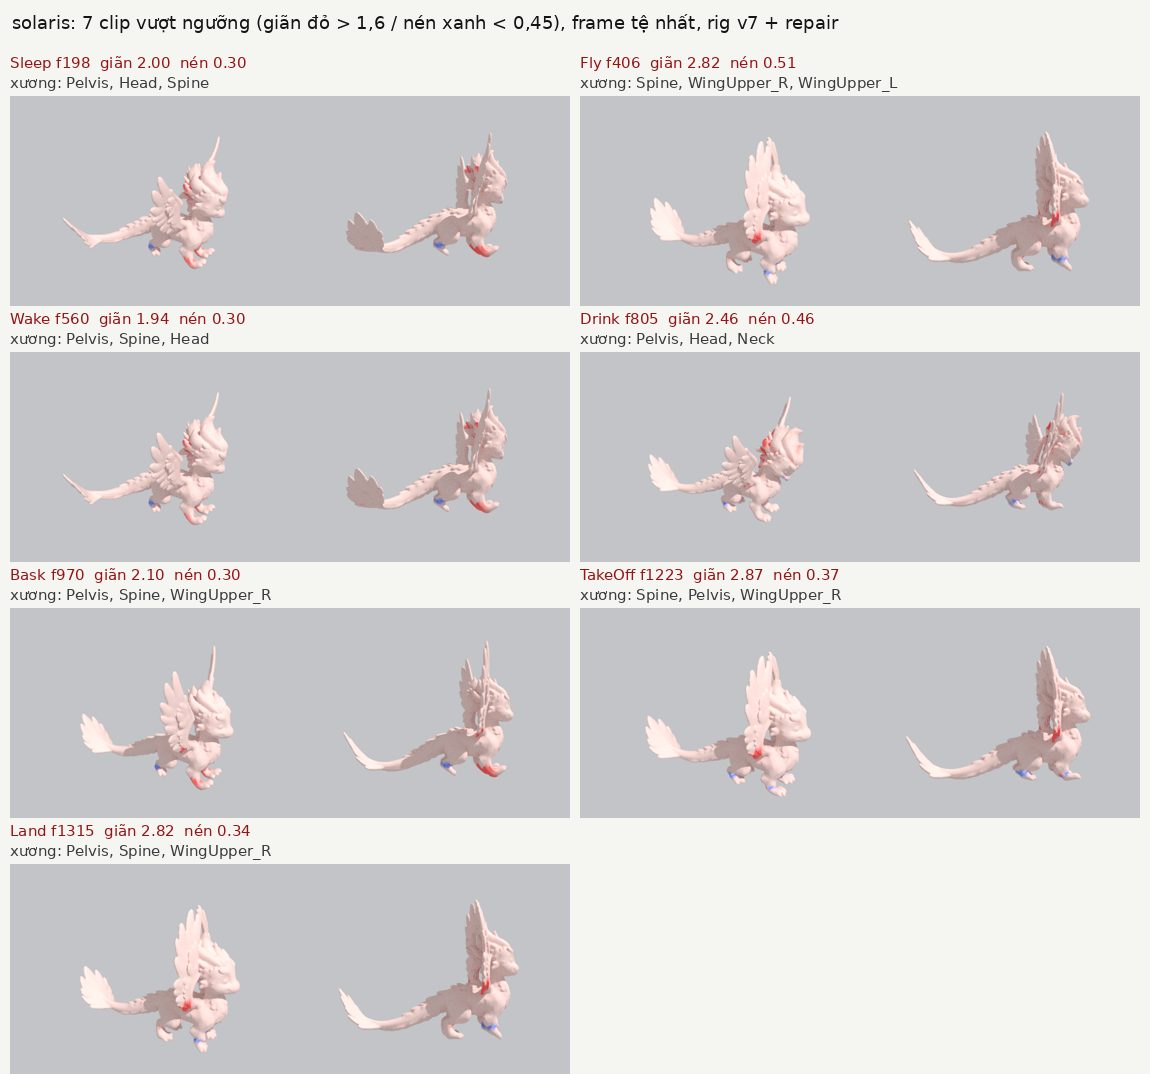 solaris: 7 clip vượt ngưỡng (giãn đỏ > 1,6 / nén xanh < 0,45), frame tệ nhất, rig v7 + repair
Sleep f198  giãn 2.00  nén 0.30
xương: Pelvis, Head, Spine
Fly f406  giãn 2.82  nén 0.51
xương: Spine, WingUpper_R, WingUpper_L
Wake f560  giãn 1.94  nén 0.30
xương: Pelvis, Spine, Head
Drink f805  giãn 2.46  nén 0.46
xương: Pelvis, Head, Neck
Bask f970  giãn 2.10  nén 0.30
xương: Pelvis, Spine, WingUpper_R
TakeOff f1223  giãn 2.87  nén 0.37
xương: Spine, Pelvis, WingUpper_R
Land f1315  giãn 2.82  nén 0.34
xương: Pelvis, Spine, WingUpper_R